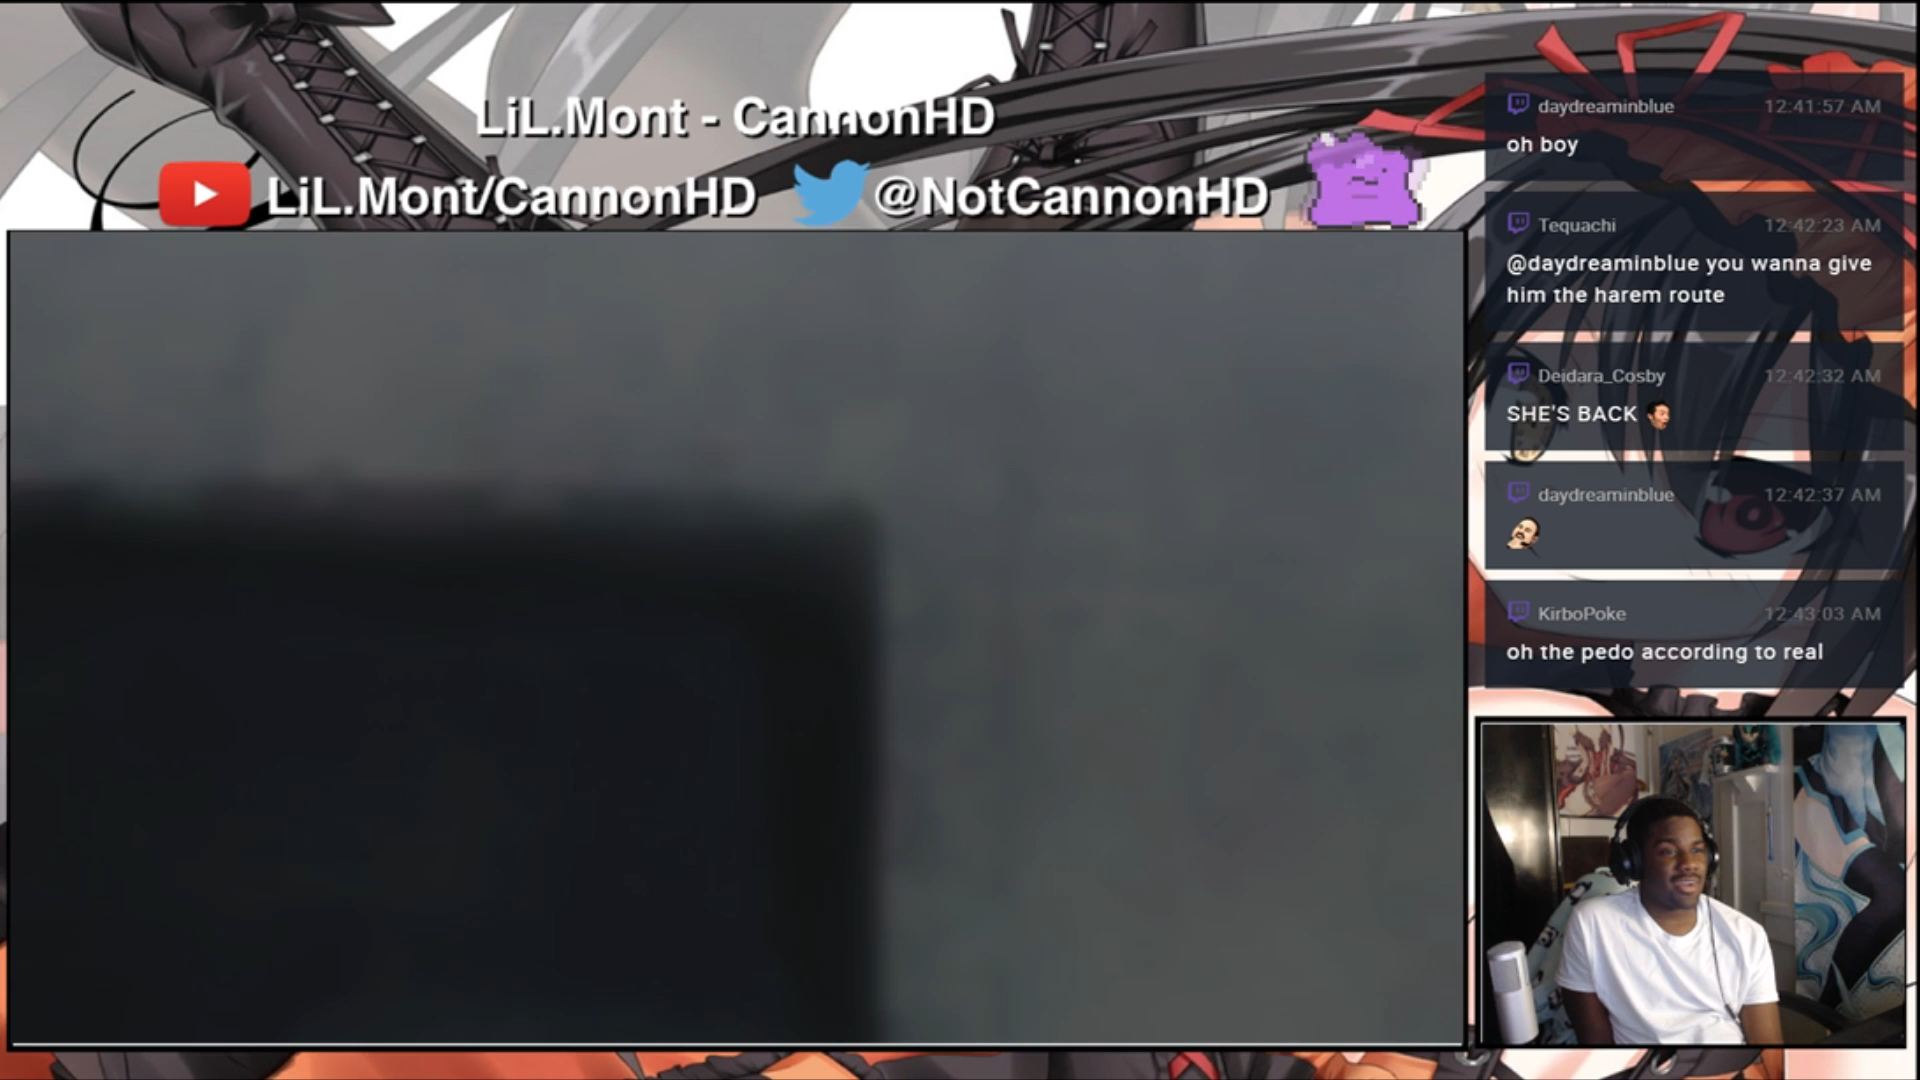 LiL.Mont - CannonHD
LiL.Mont/CannonHD @NotCannonHD
daydreaminblue 12:41:57 AM
oh boy
Tequachi 12:42:23 AM
@daydreaminblue you wanna give
him the harem route
Deidara_Cosby 12:42:32 AM
SHE'S BACK
daydreaminblue 12:42:37 AM
KirboPoke 12:43:03 AM
oh the pedo according to real